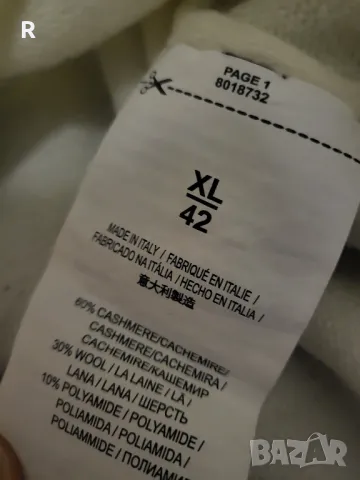 R
PAGE 1
8018732
XL
42
MADE IN ITALY / FABRIQUÉ EN ITALIE /
FABRICADO NA ITÁLIA / HECHO EN ITALIA /
意大利製造
60% CASHMERE/CACHEMIRE/
CASHMERE / CACHEMIRA /
CACHEMIRE/КАШЕМИР
30% WOOL / LA LAINE / LÃ /
LANA / LANA / ШЕРСТЬ
10% POLYAMIDE / POLYAMIDE /
POLIAMIDA / POLIAMIDA /
POLIAMMIDE / ПОЛИАМИД
BAZAR